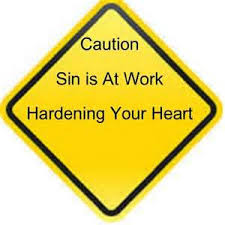 Caution
Sin is At Work
Hardening Your Heart